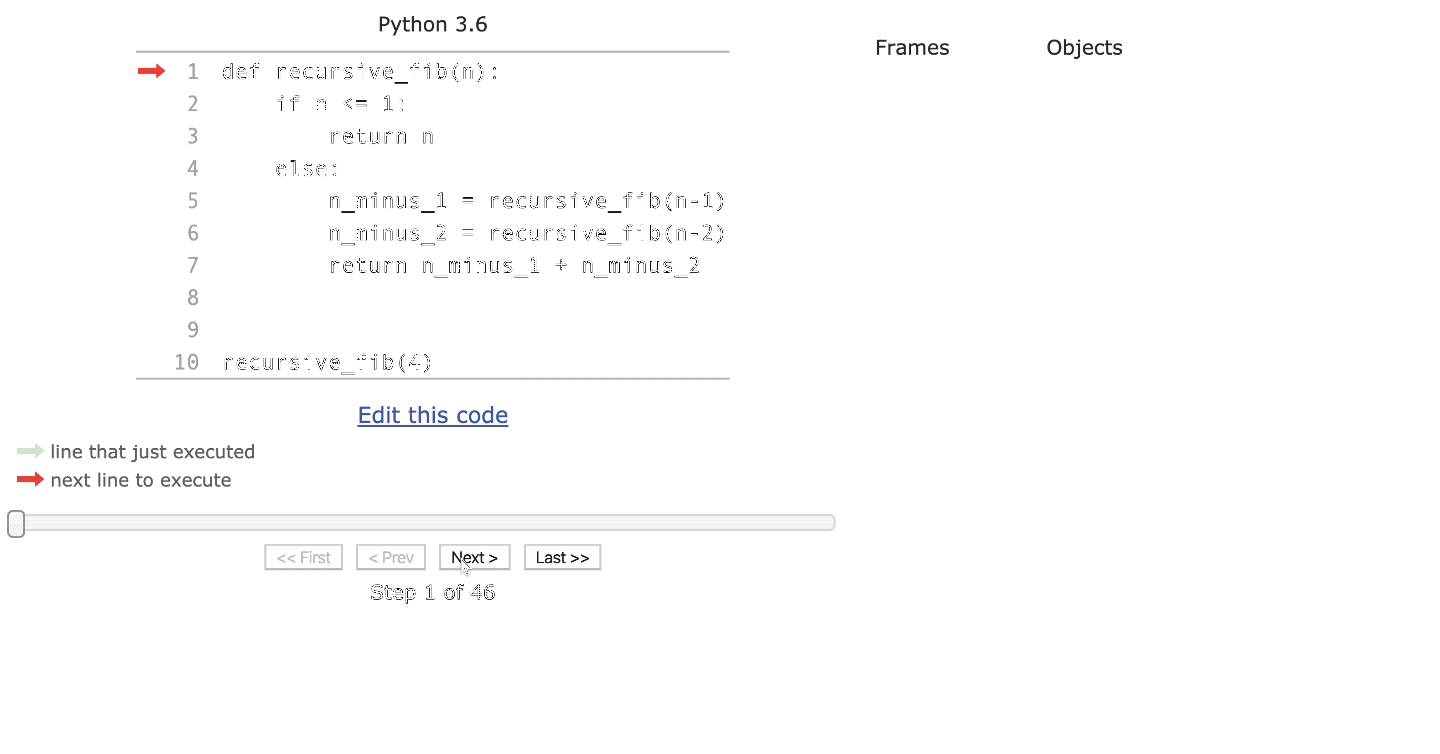 Python 3.6
Frames Objects
1 def recursive_fib(n):
2 if n <= 1:
3 return n
4 else:
5 n_minus_1 = recursive_fib(n-1)
6 n_minus_2 = recursive_fib(n-2)
7 return n_minus_1 + n_minus_2
8
9
10 recursive_fib(4)
Edit this code
line that just executed
next line to execute
<< First < Prev Next > Last >>
Step 1 of 46